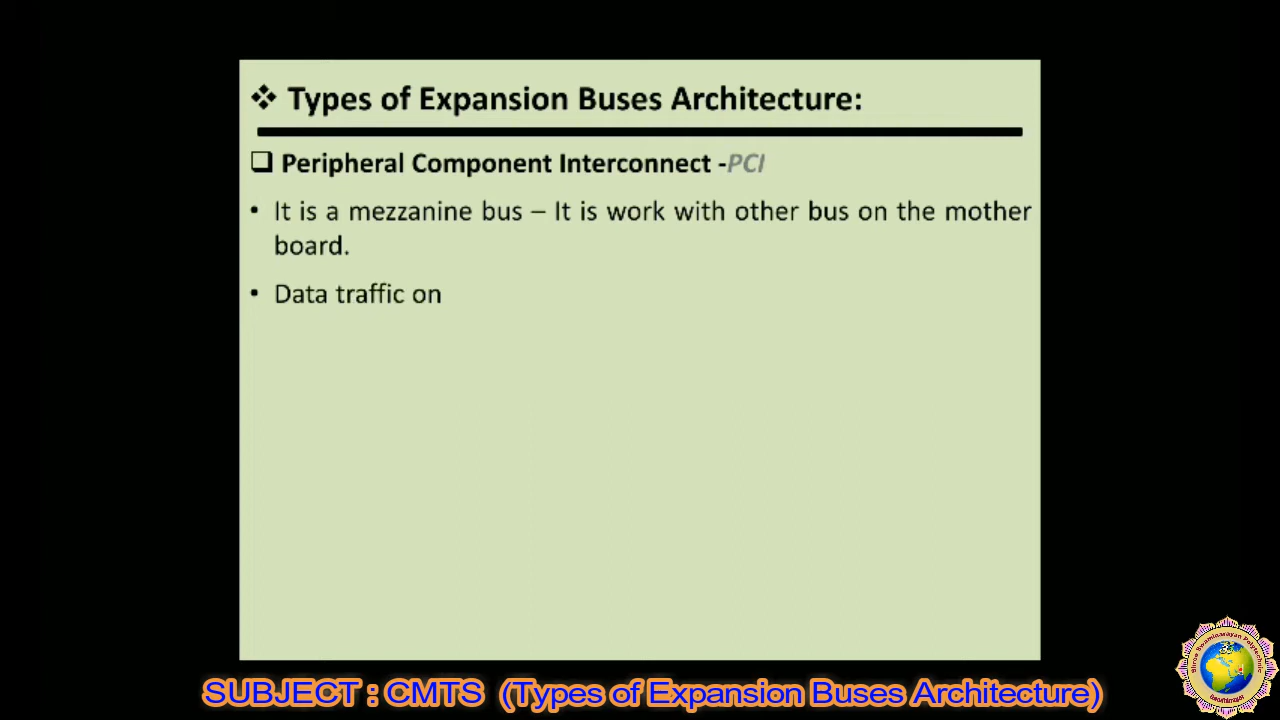 ❖ Types of Expansion Buses Architecture:
❑ Peripheral Component Interconnect -PCI
• It is a mezzanine bus – It is work with other bus on the mother
board.
• Data traffic on
SUBJECT : CMTS (Types of Expansion Buses Architecture)